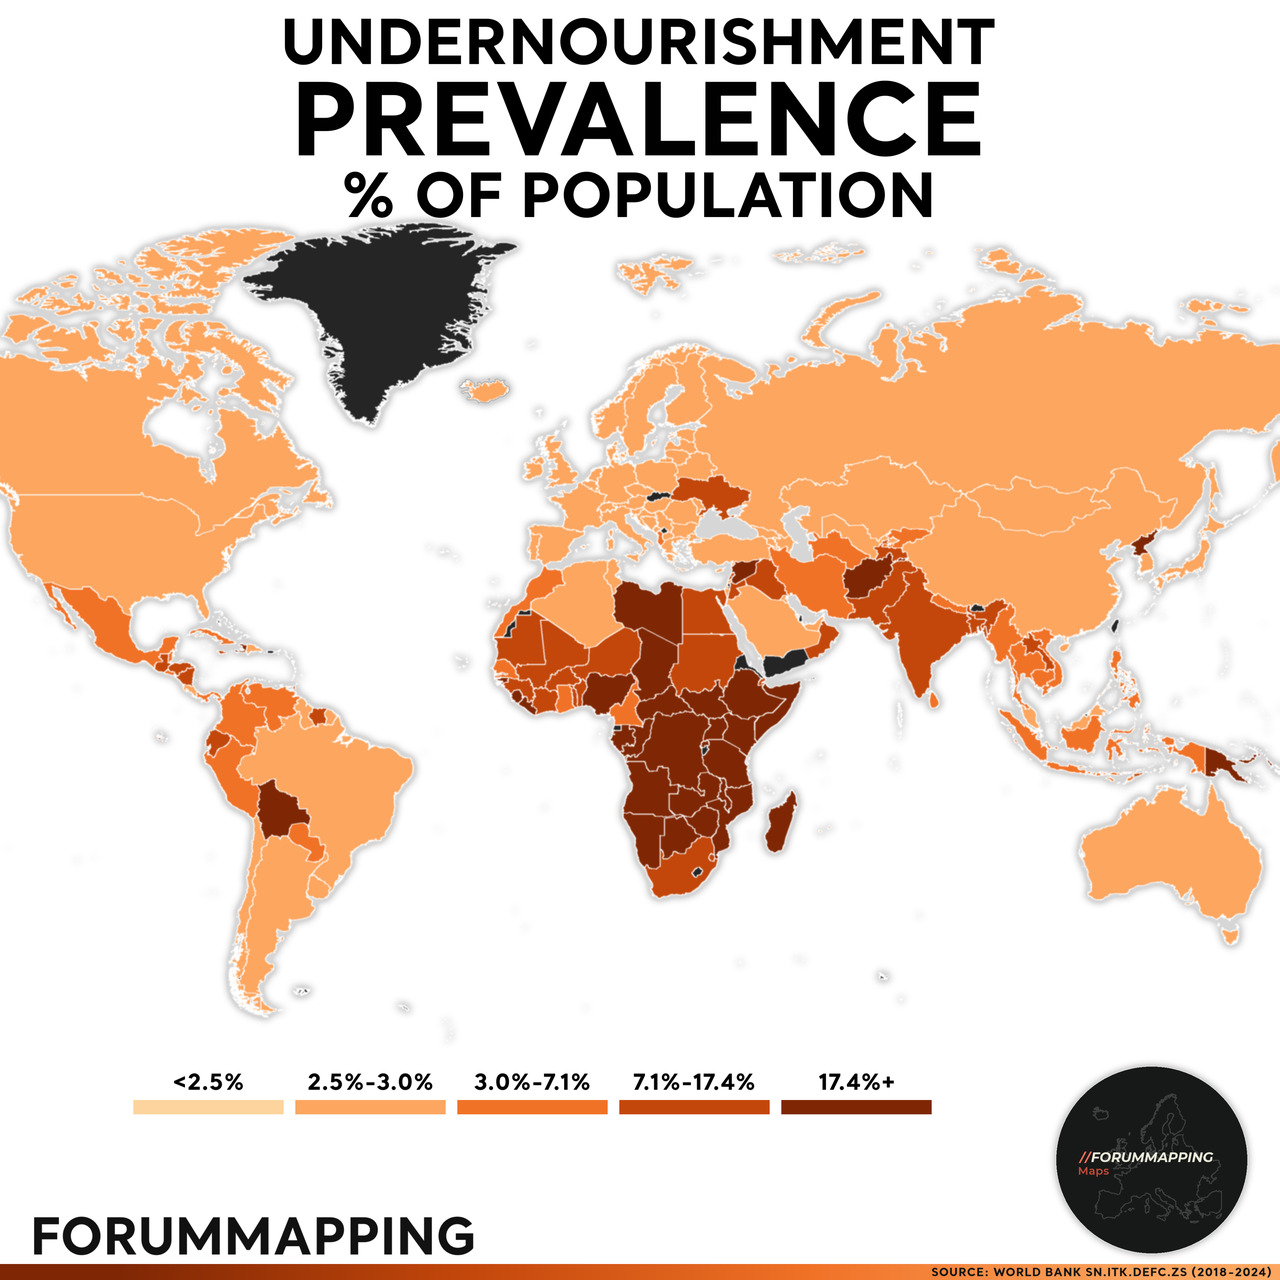 UNDERNOURISHMENT
PREVALENCE
% OF POPULATION
<2.5% 2.5%-3.0% 3.0%-7.1% 7.1%-17.4% 17.4%+
//FORUMMAPPING
Maps
FORUMMAPPING
SOURCE: WORLD BANK SN.ITK.DEFC.ZS (2018-2024)